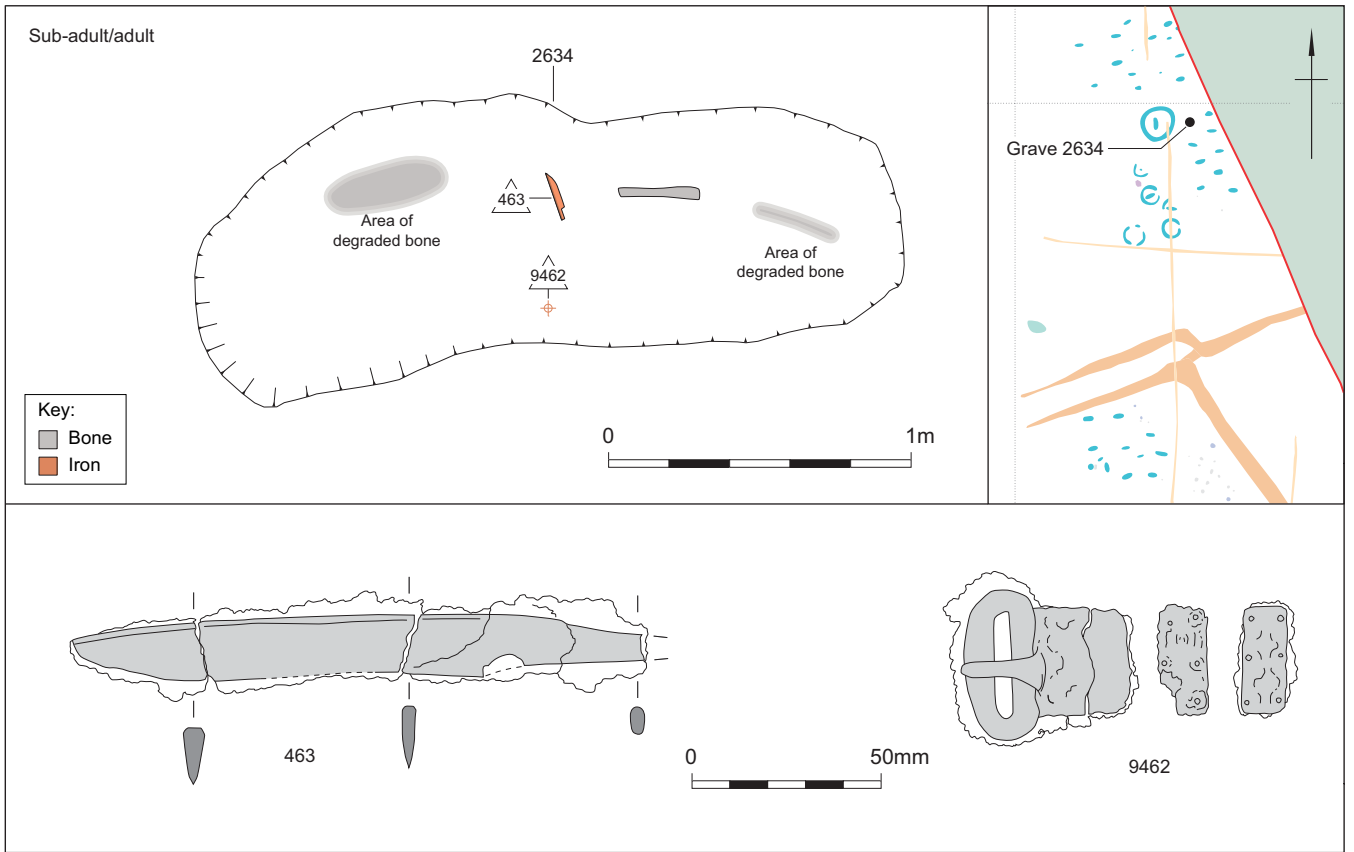 Sub-adult/adult
2634
463
Area of
degraded bone
9462
Area of
degraded bone
Key:
Bone
Iron
0 1m
Grave 2634
463
0 50mm
9462